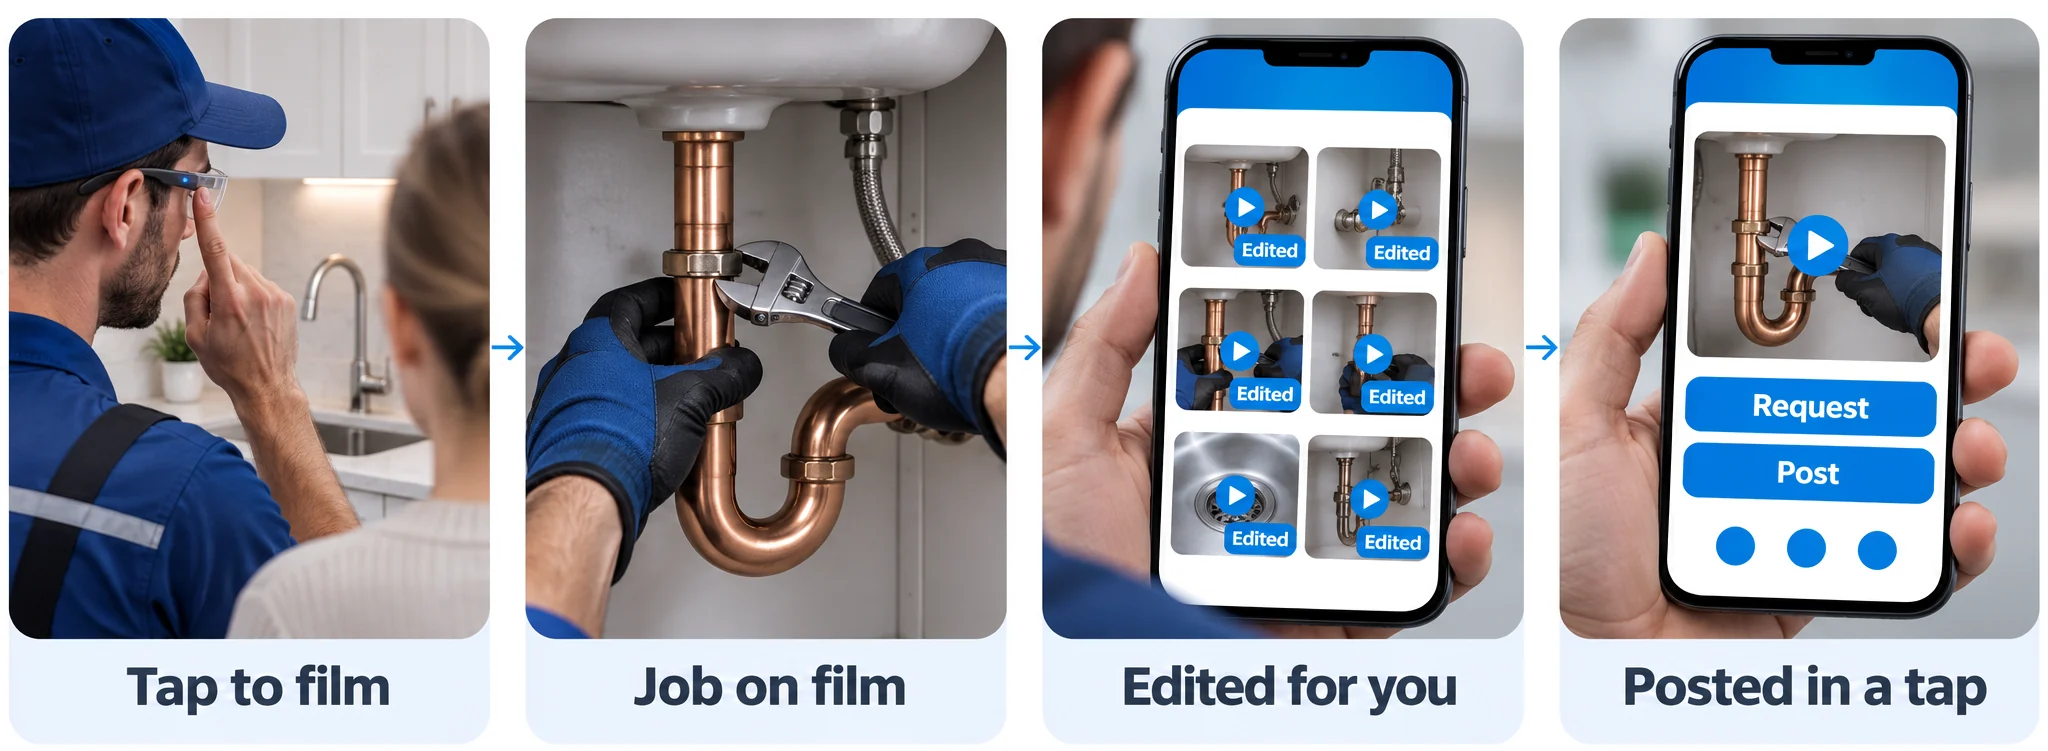 Edited
Edited
Edited
Edited
Edited
Edited
Request
Post
Tap to film
Job on film
Edited for you
Posted in a tap